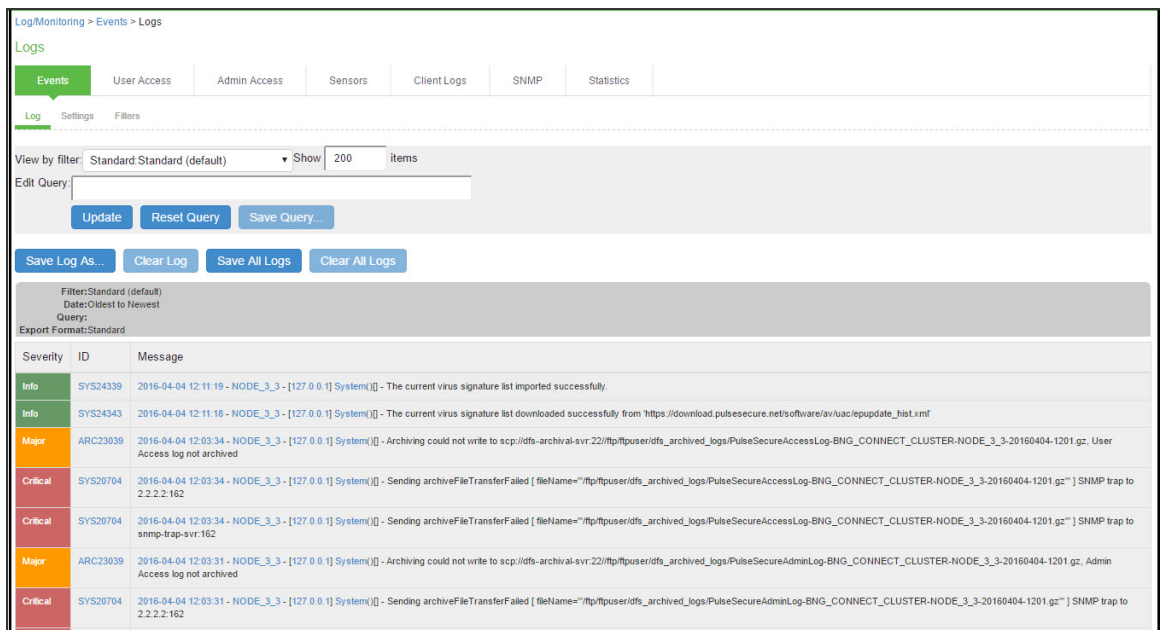 Log/Monitoring > Events > Logs
Logs
Events User Access Admin Access Sensors Client Logs SNMP Statistics
Log Settings Filters
View by filter: Standard:Standard (default) Show 200 items
Edit Query:
Update Reset Query Save Query...
Save Log As... Clear Log Save All Logs Clear All Logs
Filter:Standard (default)
Date:Oldest to Newest
Query:
Export Format:Standard
Severity ID Message
Info SYS24339 2016-04-04 12:11:19 - NODE_3_3 - [127.0.0.1] System()[] - The current virus signature list imported successfully.
Info SYS24343 2016-04-04 12:11:18 - NODE_3_3 - [127.0.0.1] System()[] - The current virus signature list downloaded successfully from 'https://download.pulsesecure.net/software/av/uac/epupdate_hist.xml'
Major ARC23039 2016-04-04 12:03:34 - NODE_3_3 - [127.0.0.1] System()[] - Archiving could not write to scp://dfs-archival-svr:22//ftp/ftpuser/dfs_archived_logs/PulseSecureAccessLog-BNG_CONNECT_CLUSTER-NODE_3_3-20160404-1201.gz, User
Access log not archived
Critical SYS20704 2016-04-04 12:03:34 - NODE_3_3 - [127.0.0.1] System()[] - Sending archiveFileTransferFailed [ fileName="'/ftp/ftpuser/dfs_archived_logs/PulseSecureAccessLog-BNG_CONNECT_CLUSTER-NODE_3_3-20160404-1201.gz'" ] SNMP trap to
2.2.2.2:162
Critical SYS20704 2016-04-04 12:03:34 - NODE_3_3 - [127.0.0.1] System()[] - Sending archiveFileTransferFailed [ fileName="'/ftp/ftpuser/dfs_archived_logs/PulseSecureAccessLog-BNG_CONNECT_CLUSTER-NODE_3_3-20160404-1201.gz'" ] SNMP trap to
snmp-trap-svr:162
Major ARC23039 2016-04-04 12:03:31 - NODE_3_3 - [127.0.0.1] System()[] - Archiving could not write to scp://dfs-archival-svr:22//ftp/ftpuser/dfs_archived_logs/PulseSecureAdminLog-BNG_CONNECT_CLUSTER-NODE_3_3-20160404-1201.gz, Admin
Access log not archived
Critical SYS20704 2016-04-04 12:03:31 - NODE_3_3 - [127.0.0.1] System()[] - Sending archiveFileTransferFailed [ fileName="'/ftp/ftpuser/dfs_archived_logs/PulseSecureAdminLog-BNG_CONNECT_CLUSTER-NODE_3_3-20160404-1201.gz'" ] SNMP trap to
2.2.2.2:162